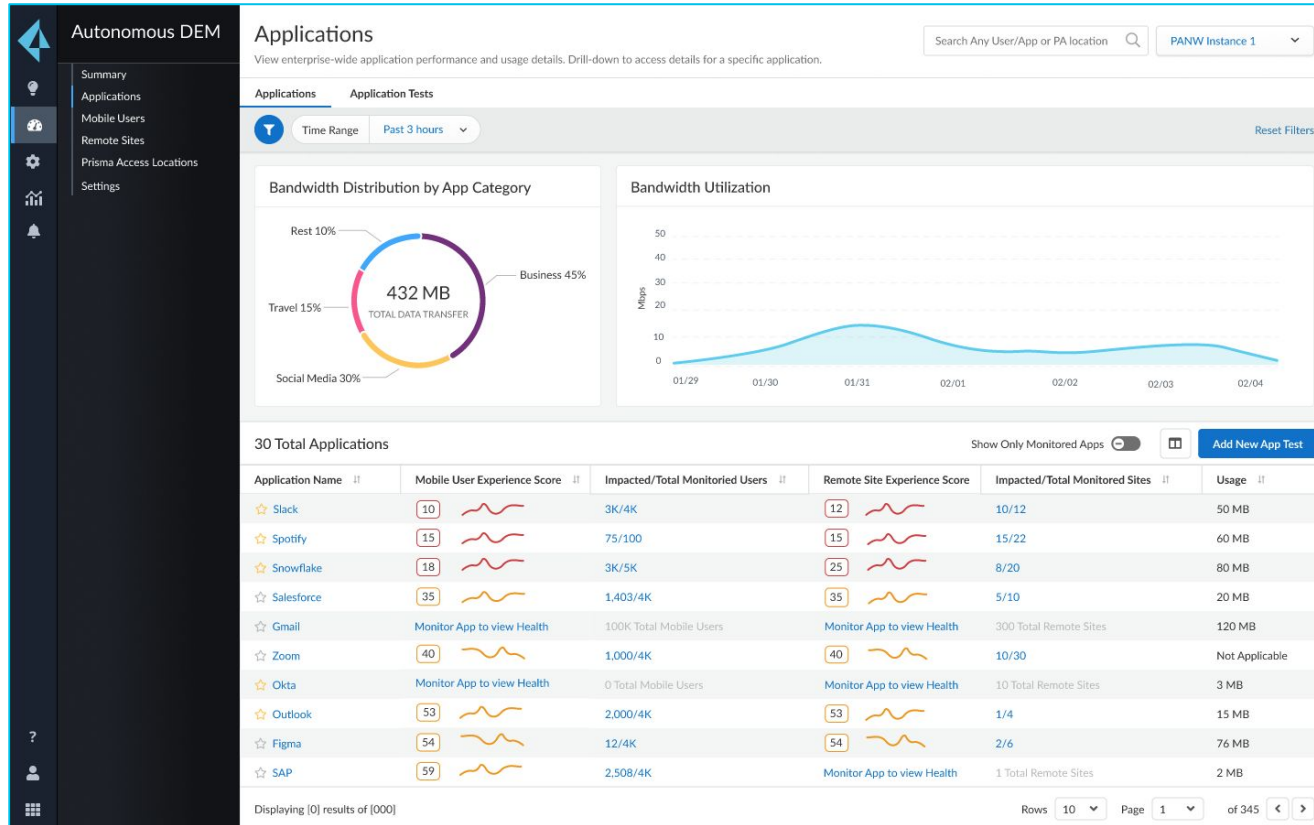 Autonomous DEM
Summary
Applications
Mobile Users
Remote Sites
Prisma Access Locations
Settings
?
Applications
View enterprise-wide application performance and usage details. Drill-down to access details for a specific application.
Search Any User/App or PA location
PANW Instance 1
Applications Application Tests
Time Range Past 3 hours
Reset Filters
Bandwidth Distribution by App Category
Rest 10%
Business 45%
432 MB
TOTAL DATA TRANSFER
Travel 15%
Social Media 30%
Bandwidth Utilization
Mbps
50
40
30
20
10
0
01/29 01/30 01/31 02/01 02/02 02/03 02/04
30 Total Applications
Show Only Monitored Apps
Add New App Test
Application Name Mobile User Experience Score Impacted/Total Monitoried Users Remote Site Experience Score Impacted/Total Monitored Sites Usage
Slack 10 3K/4K 12 10/12 50 MB
Spotify 15 75/100 15 15/22 60 MB
Snowflake 18 3K/5K 25 8/20 80 MB
Salesforce 35 1,403/4K 35 5/10 20 MB
Gmail Monitor App to view Health 100K Total Mobile Users Monitor App to view Health 300 Total Remote Sites 120 MB
Zoom 40 1,000/4K 40 10/30 Not Applicable
Okta Monitor App to view Health 0 Total Mobile Users Monitor App to view Health 10 Total Remote Sites 3 MB
Outlook 53 2,000/4K 53 1/4 15 MB
Figma 54 12/4K 54 2/6 76 MB
SAP 59 2,508/4K Monitor App to view Health 1 Total Remote Sites 2 MB
Displaying [0] results of [000]
Rows 10 Page 1 of 345